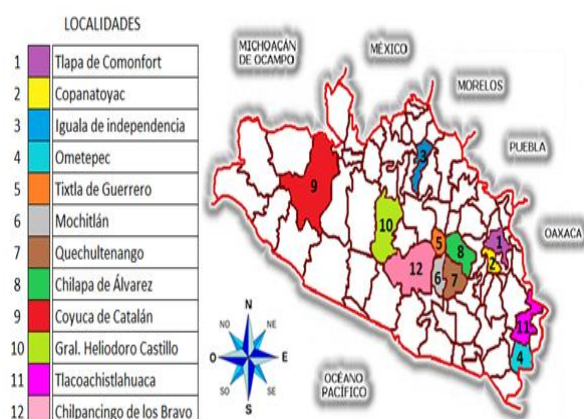 LOCALIDADES
1 Tlapa de Comonfort
2 Copanatoyac
3 Iguala de independencia
4 Ometepec
5 Tixtla de Guerrero
6 Mochitlán
7 Quechultenango
8 Chilapa de Álvarez
9 Coyuca de Catalán
10 Gral. Heliodoro Castillo
11 Tlacoachistlahuaca
12 Chilpancingo de los Bravo
MICHOACÁN
DE OCAMPO
MÉXICO
MORELOS
PUEBLA
OAXACA
OCÉANO
PACÍFICO
3
9
10
5
8
1
2
12
6
7
11
4
N
NO
NE
O
E
SO
SE
S